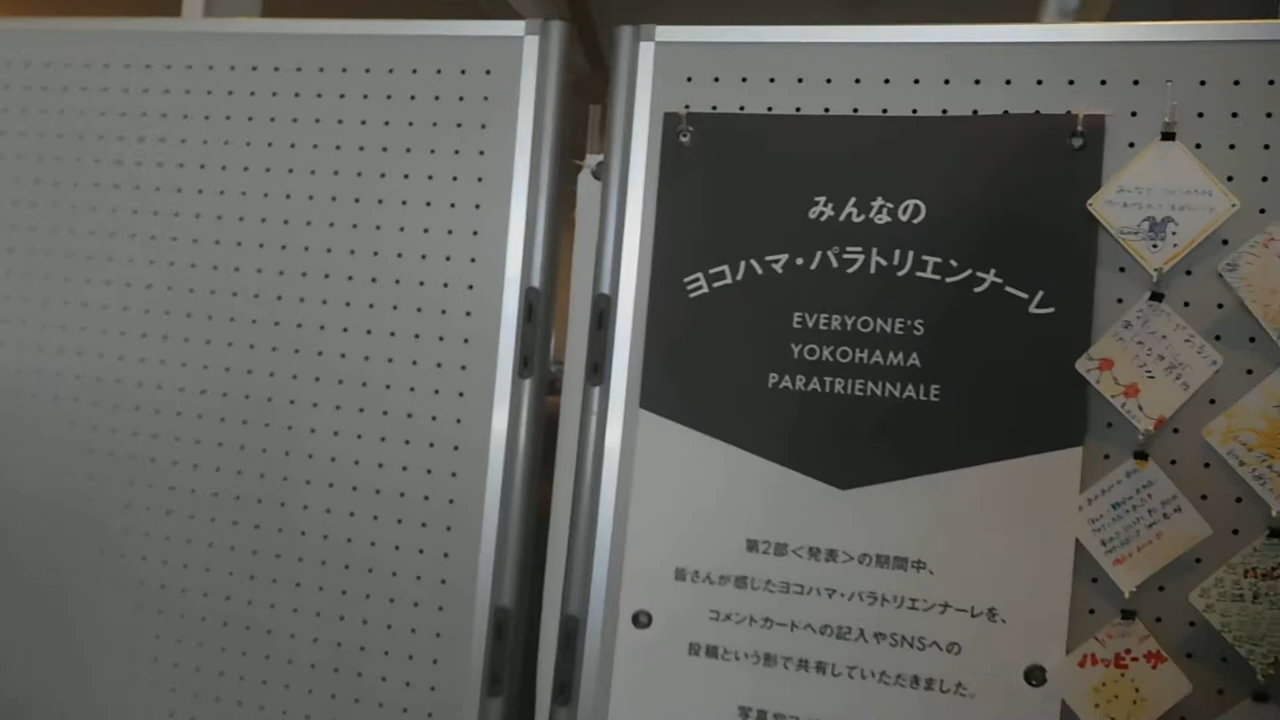 みんなの
ヨコハマ・パラトリエンナーレ
EVERYONE'S
YOKOHAMA
PARATRIENNALE
第2部<発表>の期間中、
皆さんが感じたヨコハマ・パラトリエンナーレを、
コメントカードへの記入やSNSへの
投稿という形で共有していただきました。
写真や
ハッピーサ